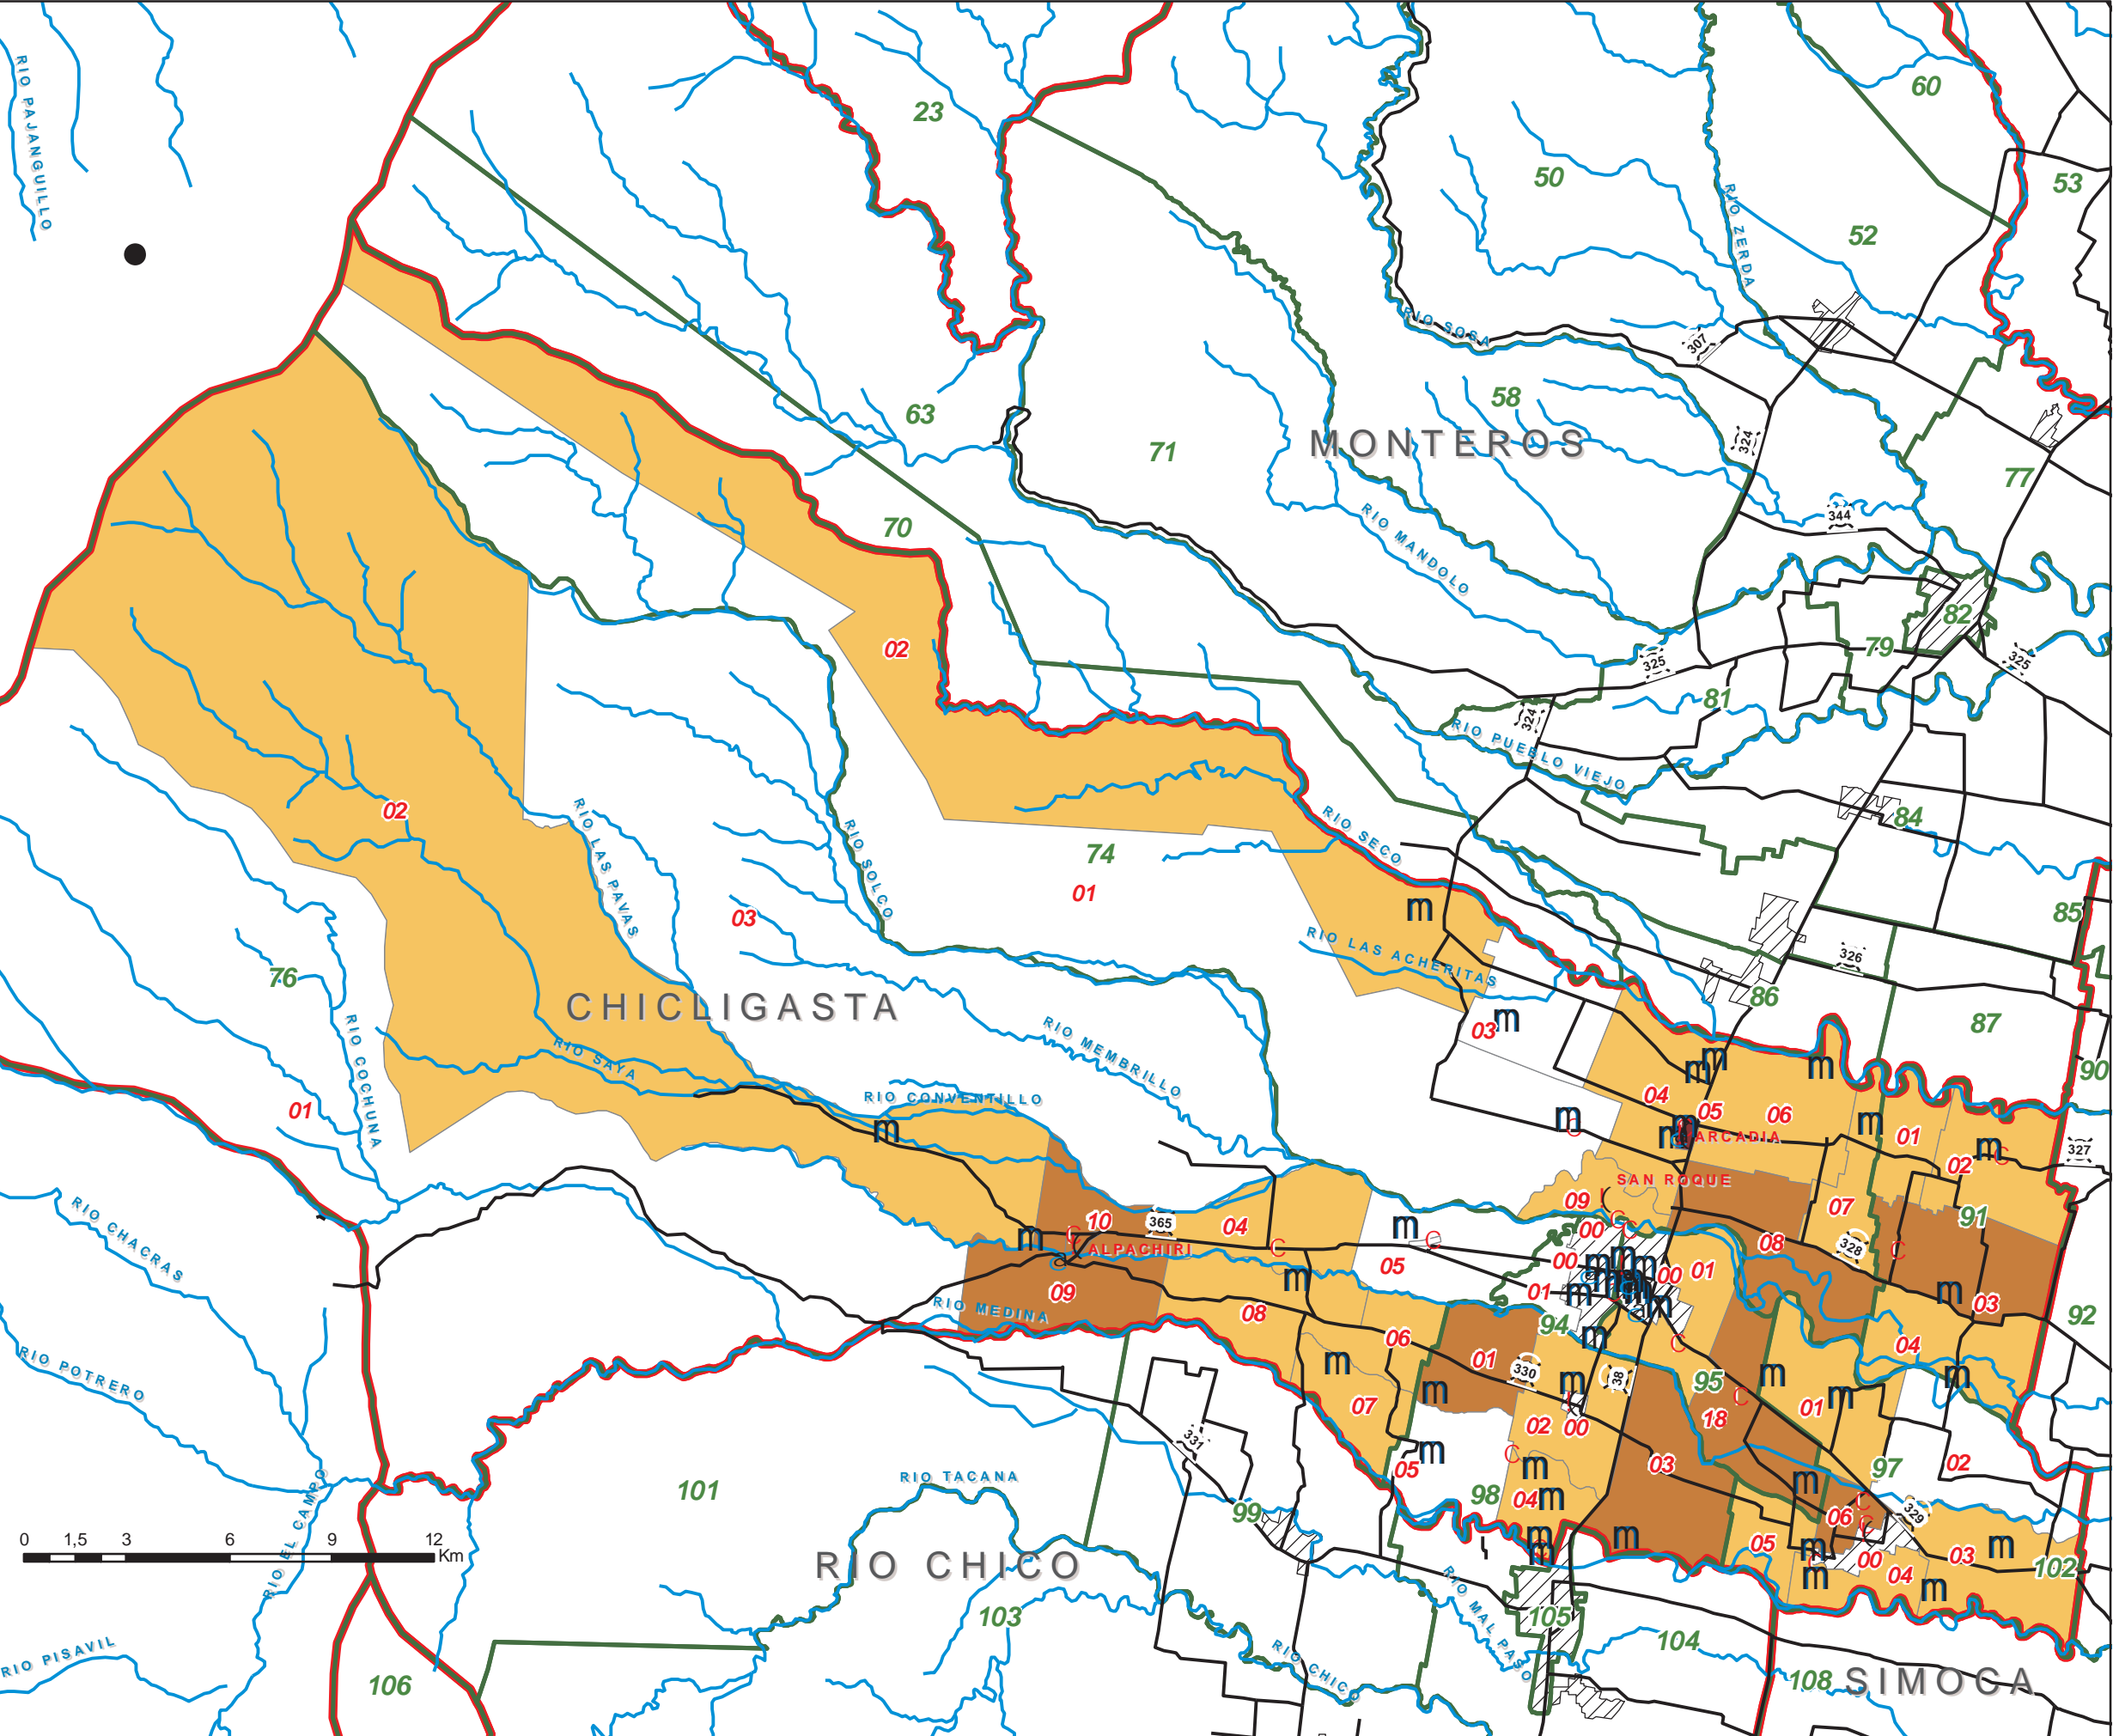 RIO PAJANGUILLO
23
60
50
53
RIO ZERDA
52
RIO SOSA
307
63
58
71
MONTEROS
324
77
70
RIO MANDOLO
344
82
02
79
325
325
81
324
RIO PUEBLO VIEJO
02
RIO LAS PAVAS
RIO SOLCO
RIO SECO
84
74
01
03
85
RIO LAS ACHERITAS
326
76
86
CHICLIGASTA
RIO COCHUNA
RIO SAYA
RIO MEMBRILLO
m
03 m
87
m m
m
90
RIO CONVENTILLO
04
05
06
01
m
m
m
m
ARCADIA
01
02 m
327
C
SAN ROQUE
RIO CHACRAS
m
10
365
04
m
09
00
07
91
C
ALPACHIRI
a
C
C
05
00
01
00
01
08
328
C
m
03
92
09
RIO MEDINA
m
08
94
04
RIO POTRERO
06
01
330
38
m
m
m
95
m
m
m
07
02
00
18
01
331
m
05
C
m
03
97
02
RIO TACANA
101
99
98
04 m
m
06
329
0 1,5 3 6 9 12
Km
RIO EL CAMPO
RIO CHICO
m
m
05
m
00
03
m
102
04
m
RIO MAL PASO
103
105
104
RIO PISAVIL
106
RIO CHICO
108
SIMOCA